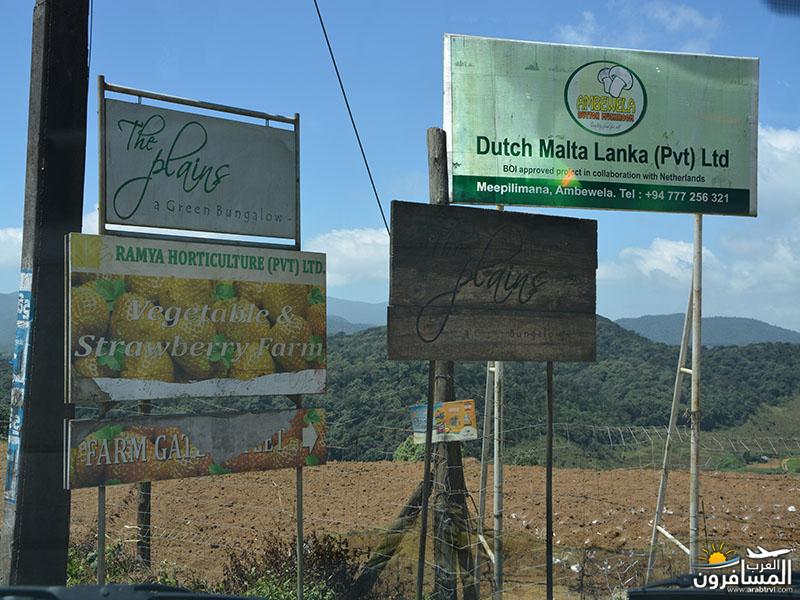 The
plains
a Green Bungalow -
RAMYA HORTICULTURE (PVT) LTD.
Vegetable &
Strawberry Farm
FARM GATE
The
plains
Bungalow
AMBEWELA
BUTTON MUSHROOM
Dutch Malta Lanka (Pvt) Ltd
BOI approved project in collaboration with Netherlands
Meepilimana, Ambewela. Tel : +94 777 256 321
العرب
المسافرون
www.arabtrvl.com